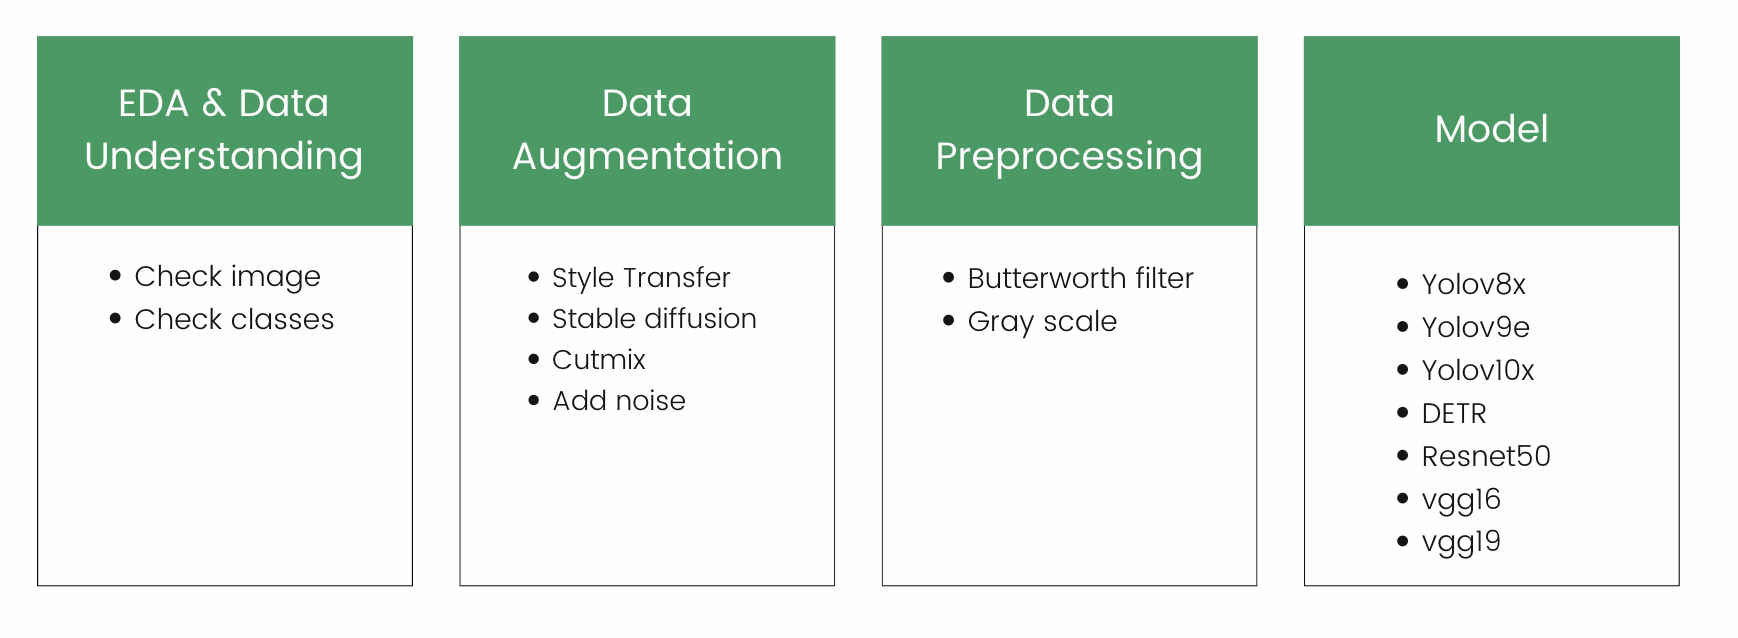 EDA & Data
Understanding
• Check image
• Check classes
Data
Augmentation
• Style Transfer
• Stable diffusion
• Cutmix
• Add noise
Data
Preprocessing
• Butterworth filter
• Gray scale
Model
• Yolov8x
• Yolov9e
• Yolov10x
• DETR
• Resnet50
• vgg16
• vgg19